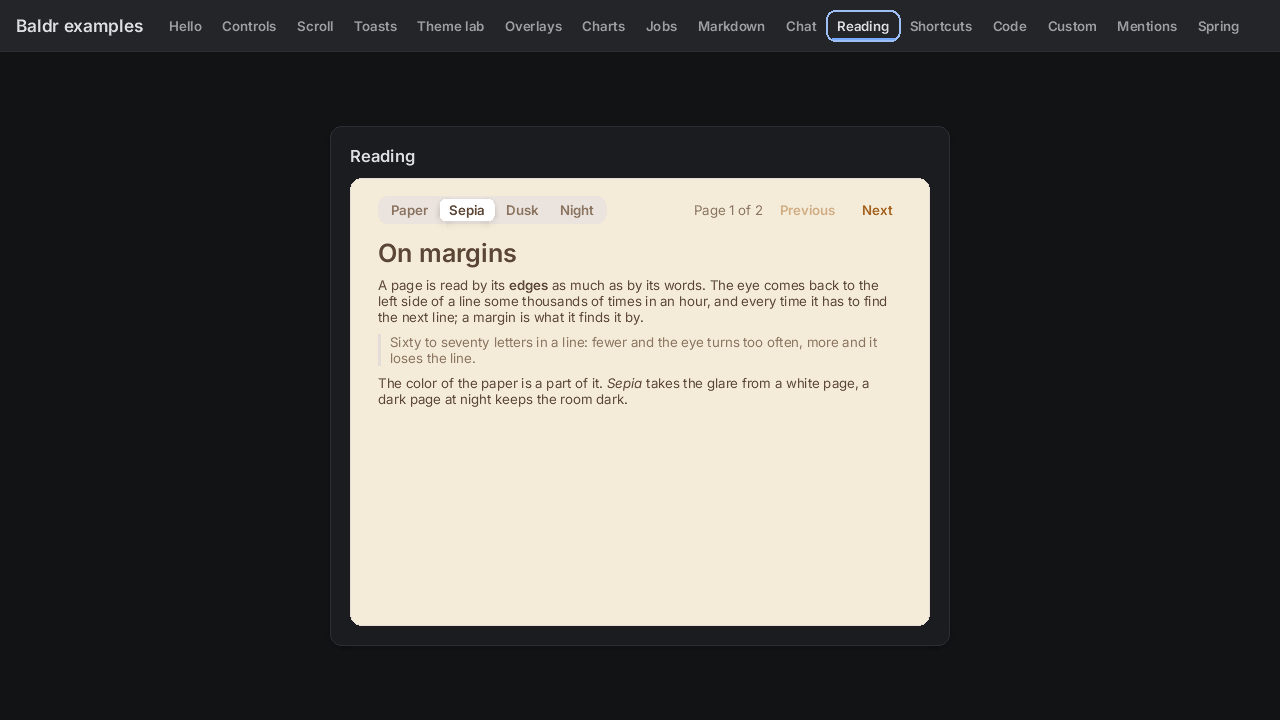 Baldr examples Hello Controls Scroll Toasts Theme lab Overlays Charts Jobs Markdown Chat Reading Shortcuts Code Custom Mentions Spring
Reading
Paper Sepia Dusk Night Page 1 of 2 Previous Next
On margins
A page is read by its edges as much as by its words. The eye comes back to the
left side of a line some thousands of times in an hour, and every time it has to find
the next line; a margin is what it finds it by.
Sixty to seventy letters in a line: fewer and the eye turns too often, more and it
loses the line.
The color of the paper is a part of it. Sepia takes the glare from a white page, a
dark page at night keeps the room dark.